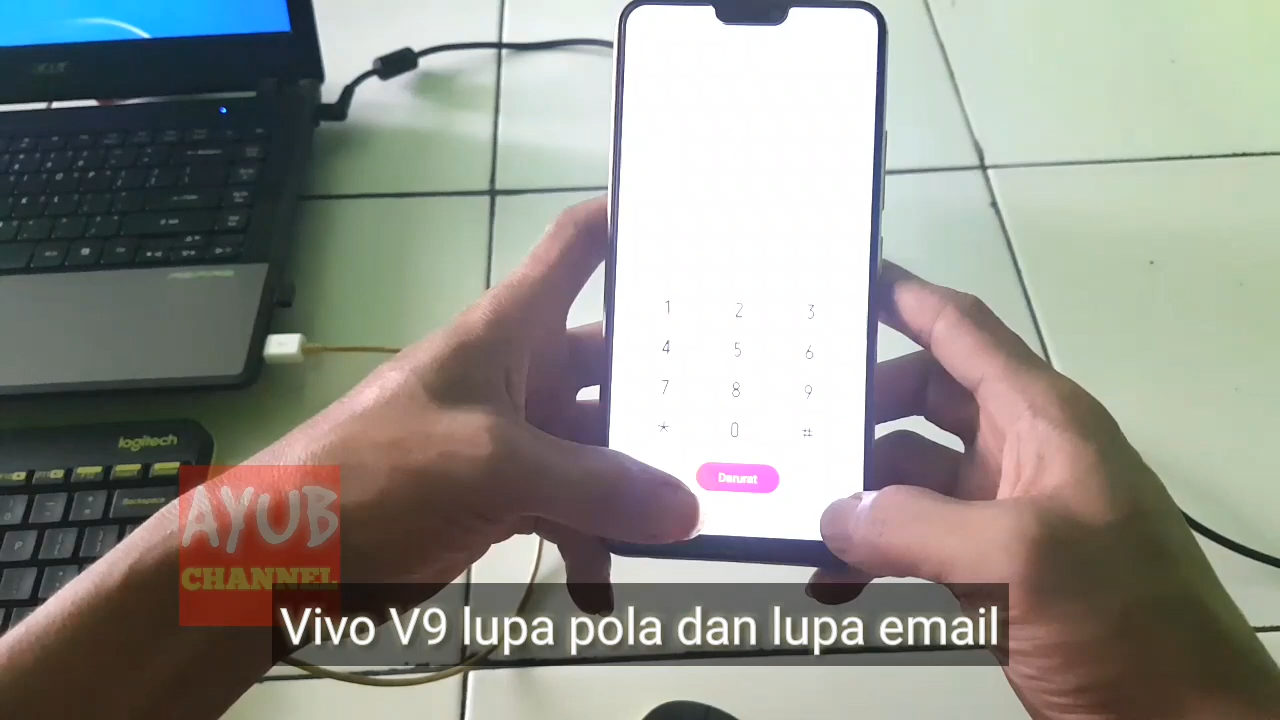 1 2 3
4 5 6
7 8 9
* 0 #
Darurat
logitech
Backspace
P
AYUB
CHANNEL
Vivo V9 lupa pola dan lupa email